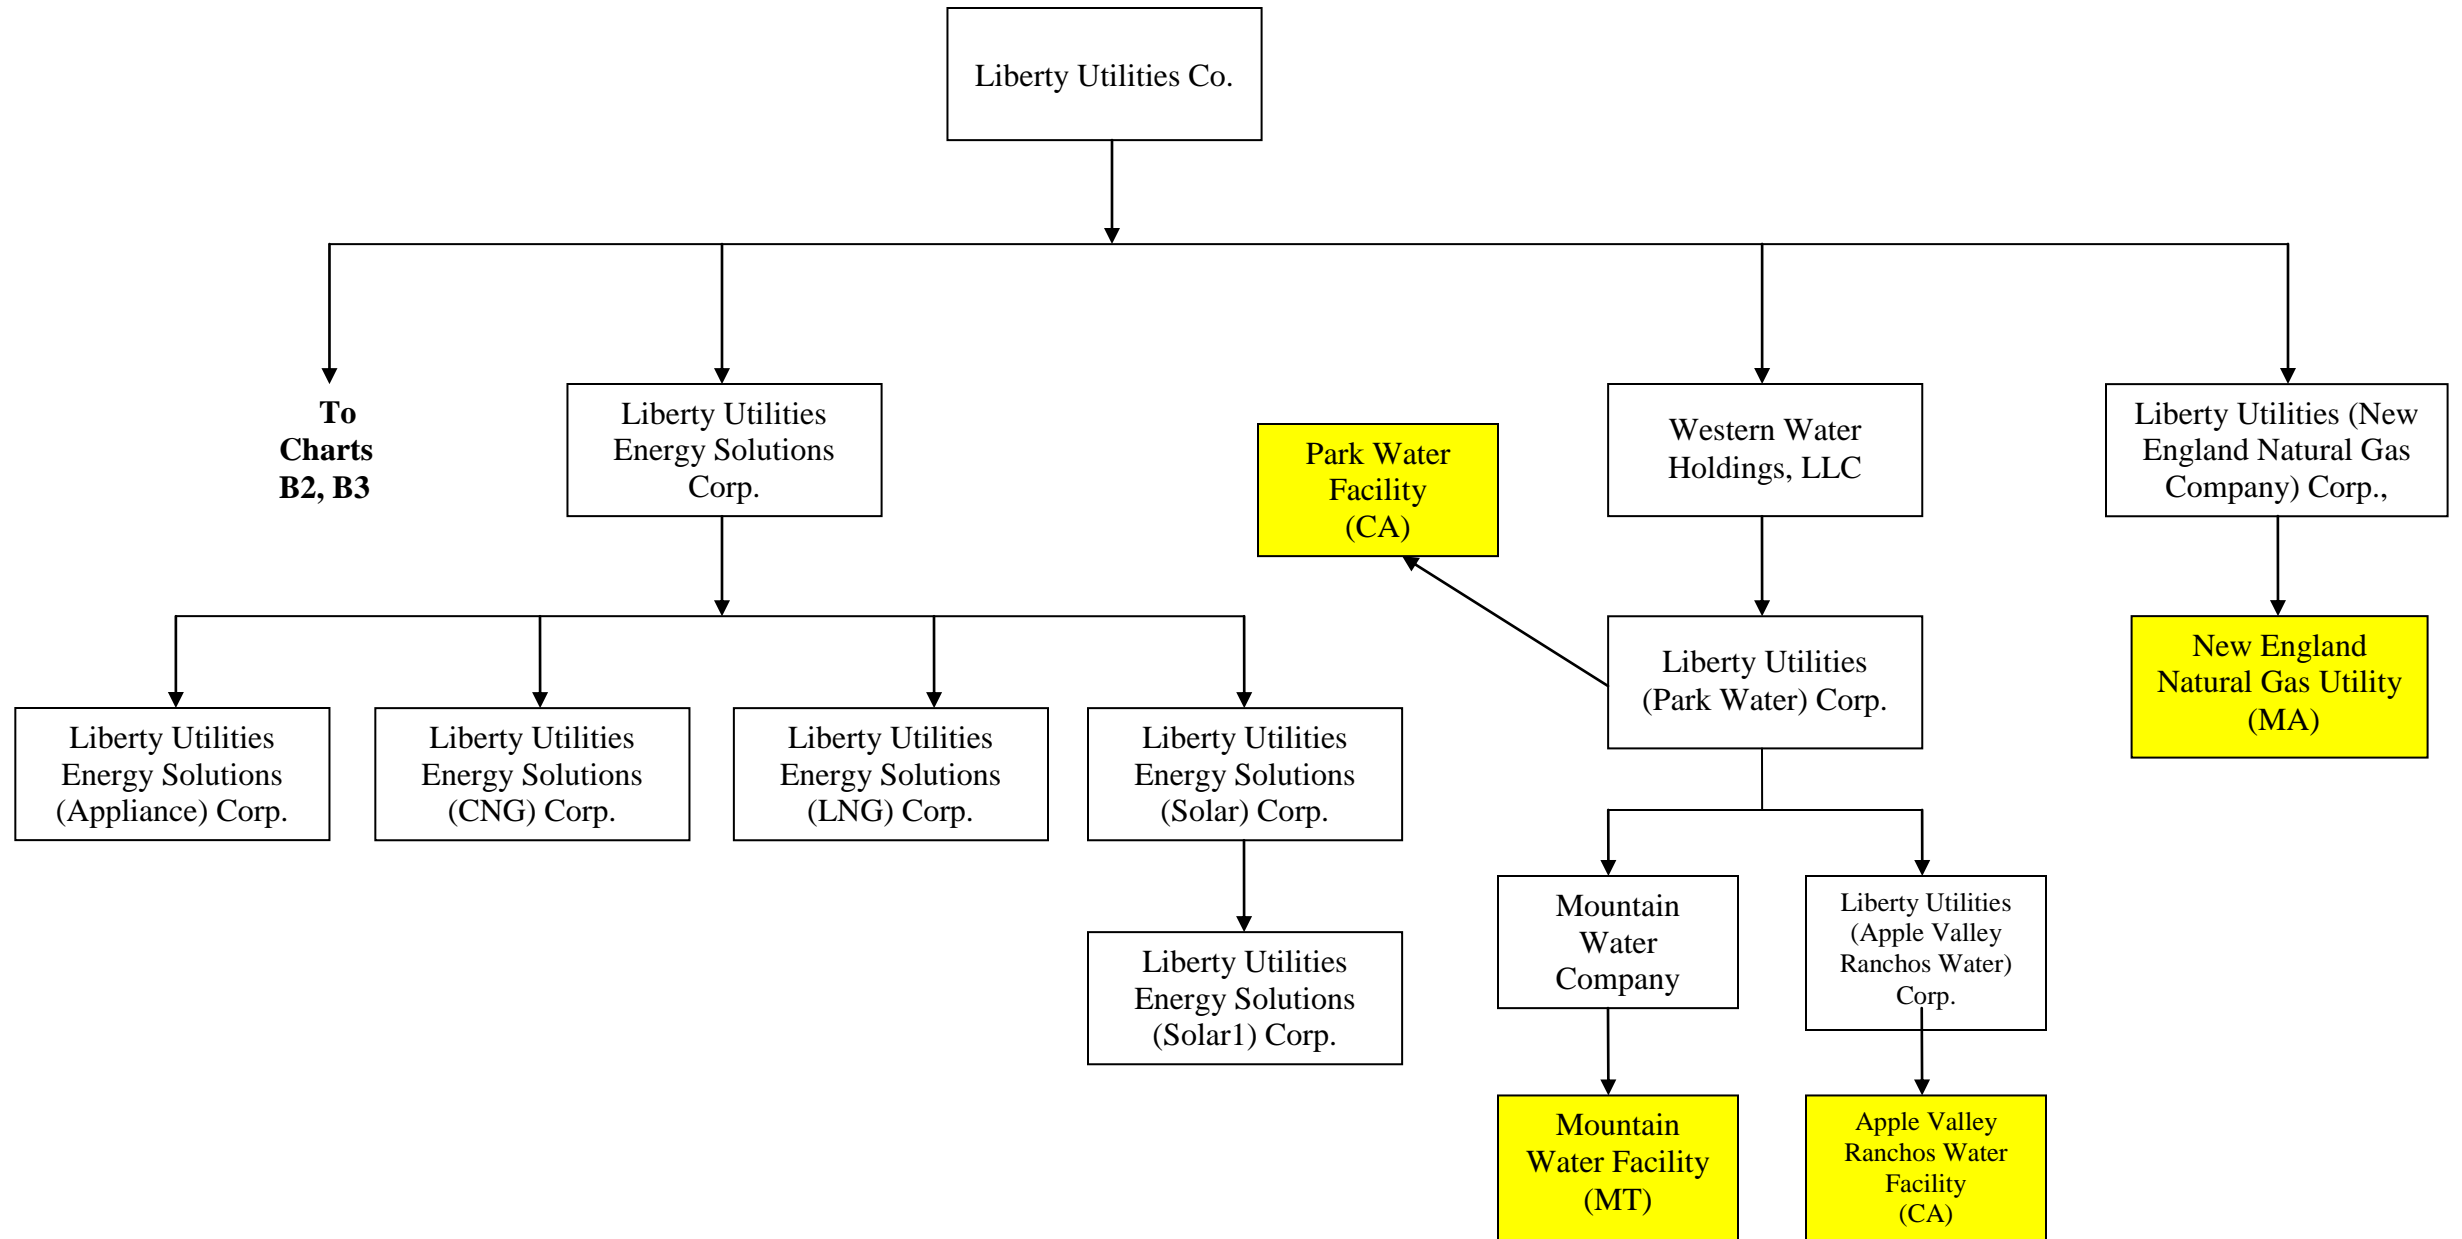 Liberty Utilities Co.
To
Charts
B2, B3
Liberty Utilities
Energy Solutions
Corp.
Park Water
Facility
(CA)
Western Water
Holdings, LLC
Liberty Utilities (New
England Natural Gas
Company) Corp.,
Liberty Utilities
(Park Water) Corp.
New England
Natural Gas Utility
(MA)
Liberty Utilities
Energy Solutions
(Appliance) Corp.
Liberty Utilities
Energy Solutions
(CNG) Corp.
Liberty Utilities
Energy Solutions
(LNG) Corp.
Liberty Utilities
Energy Solutions
(Solar) Corp.
Mountain
Water
Company
Liberty Utilities
(Apple Valley
Ranchos Water)
Corp.
Liberty Utilities
Energy Solutions
(Solar1) Corp.
Mountain
Water Facility
(MT)
Apple Valley
Ranchos Water
Facility
(CA)